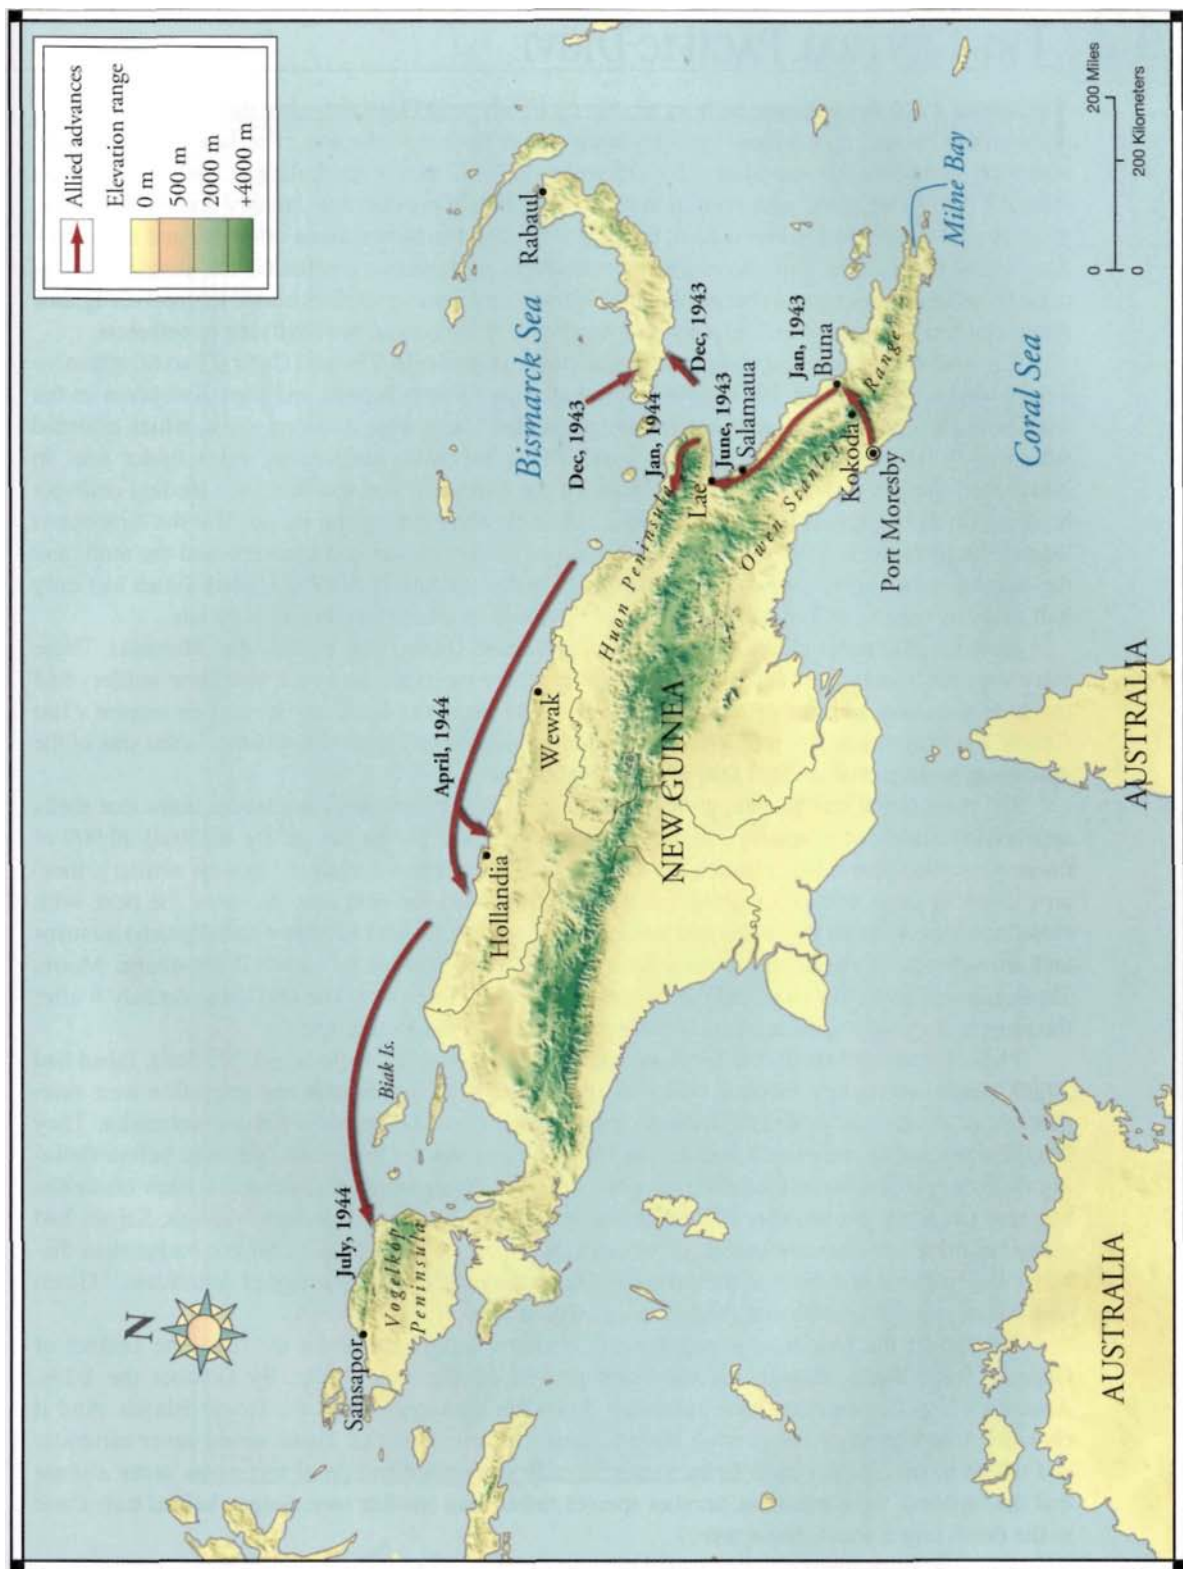 Allied advances
Elevation range
0 m
500 m
2000 m
+4000 m
N
Sansapor
July, 1944
Vogelkop
Peninsula
Biak Is.
Hollandia
April, 1944
Wewak
NEW GUINEA
Huon Peninsula
Bismarck Sea
Rabaul
Dec, 1943
Dec, 1943
Jan, 1944
Lae
June, 1943
Salamaua
Jan, 1943
Buna
Owen Stanley Range
Kokoda
Port Moresby
Milne Bay
Coral Sea
AUSTRALIA
AUSTRALIA
0 200 Miles
0 200 Kilometers